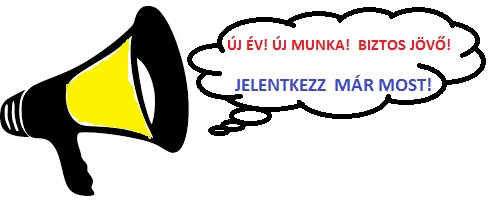 ÚJ ÉV! ÚJ MUNKA! BIZTOS JÖVŐ!
JELENTKEZZ MÁR MOST!